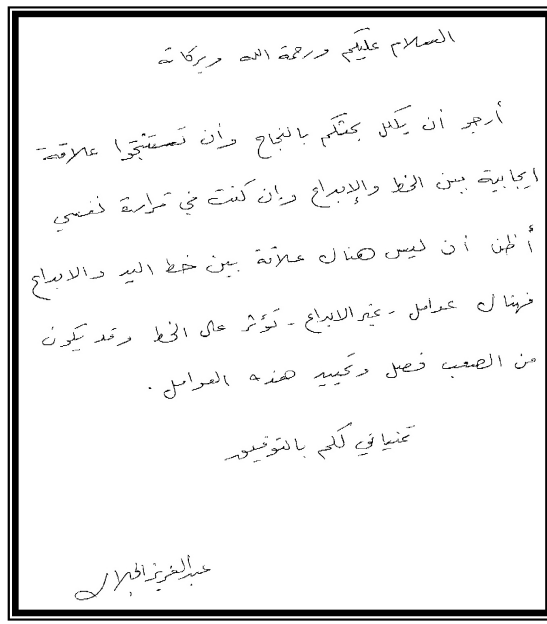 السلام عليكم ورحمة الله وبركاته
أرجو أن يكلل بحثكم بالنجاح وأن تستنتجوا علاقة
ايجابية بين الخط والإبداع وإن كنت في قرارة نفسي
أظن أن ليس هناك علاقة بين خط اليد والابداع
فهناك عوامل - غير الابداع - تؤثر على الخط وقد يكون
من الصعب فصل وتحييد هذه العوامل .
تمنياتي لكم بالتوفيق
عبدالعزيز الجلال